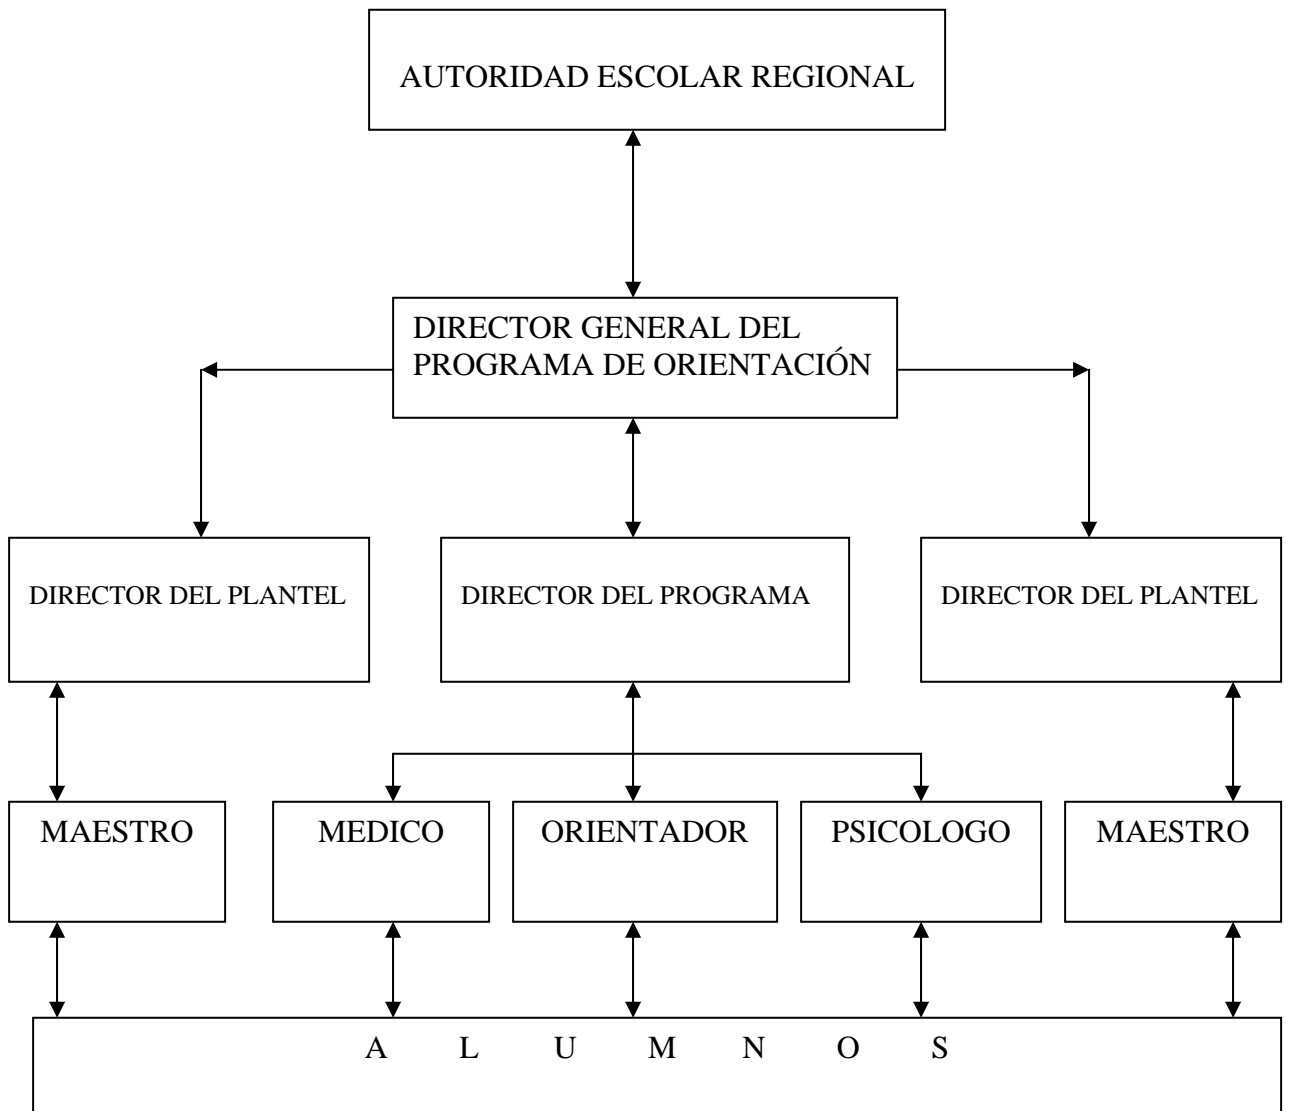 AUTORIDAD ESCOLAR REGIONAL
DIRECTOR GENERAL DEL
PROGRAMA DE ORIENTACIÓN
DIRECTOR DEL PLANTEL
DIRECTOR DEL PROGRAMA
DIRECTOR DEL PLANTEL
MAESTRO
MEDICO
ORIENTADOR
PSICOLOGO
MAESTRO
A L U M N O S